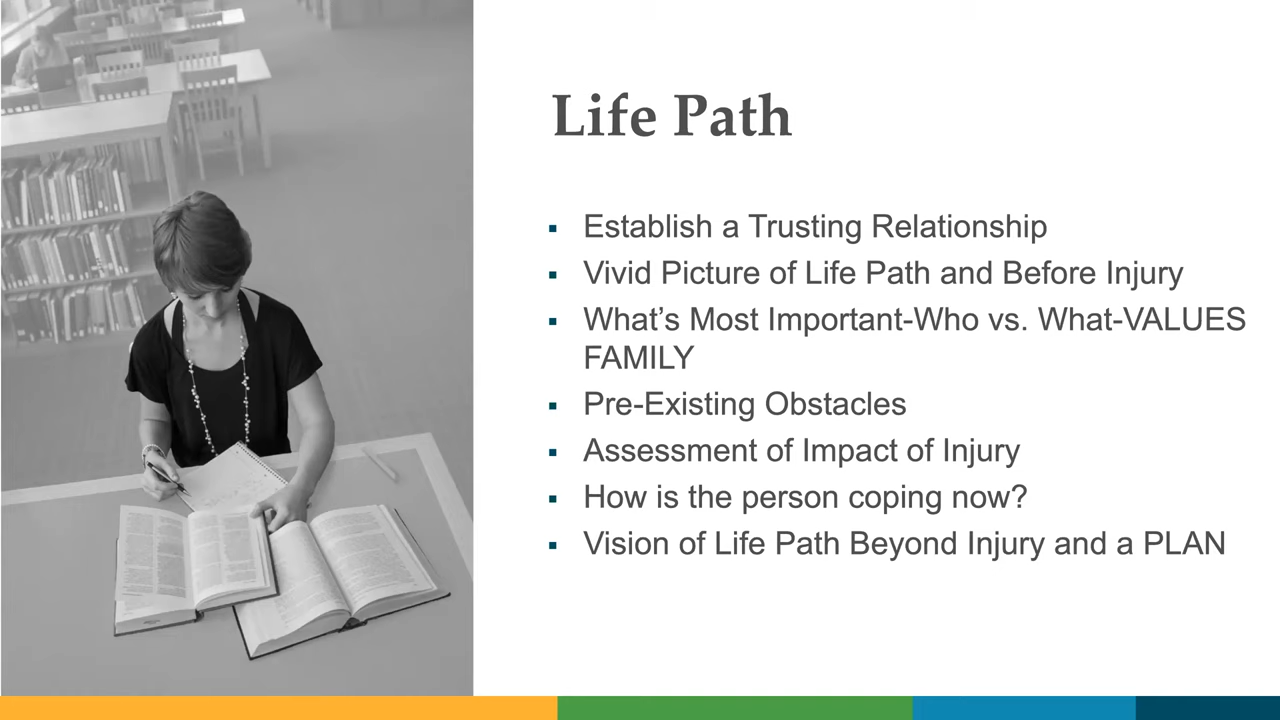 Life Path
▪ Establish a Trusting Relationship
▪ Vivid Picture of Life Path and Before Injury
▪ What’s Most Important-Who vs. What-VALUES
FAMILY
▪ Pre-Existing Obstacles
▪ Assessment of Impact of Injury
▪ How is the person coping now?
▪ Vision of Life Path Beyond Injury and a PLAN